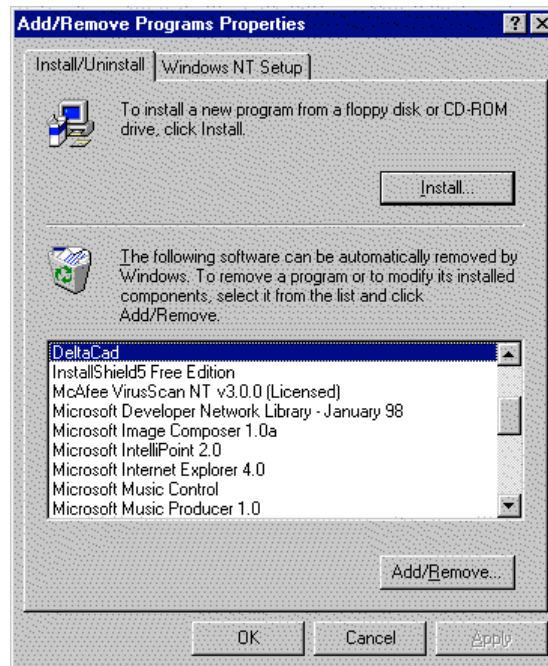 Add/Remove Programs Properties
Install/Uninstall
Windows NT Setup
To install a new program from a floppy disk or CD-ROM
drive, click Install.
Install...
The following software can be automatically removed by
Windows. To remove a program or to modify its installed
components, select it from the list and click
Add/Remove.
DeltaCad
InstallShield5 Free Edition
McAfee VirusScan NT v3.0.0 (Licensed)
Microsoft Developer Network Library - January 98
Microsoft Image Composer 1.0a
Microsoft IntelliPoint 2.0
Microsoft Internet Explorer 4.0
Microsoft Music Control
Microsoft Music Producer 1.0
Add/Remove...
OK
Cancel
Apply